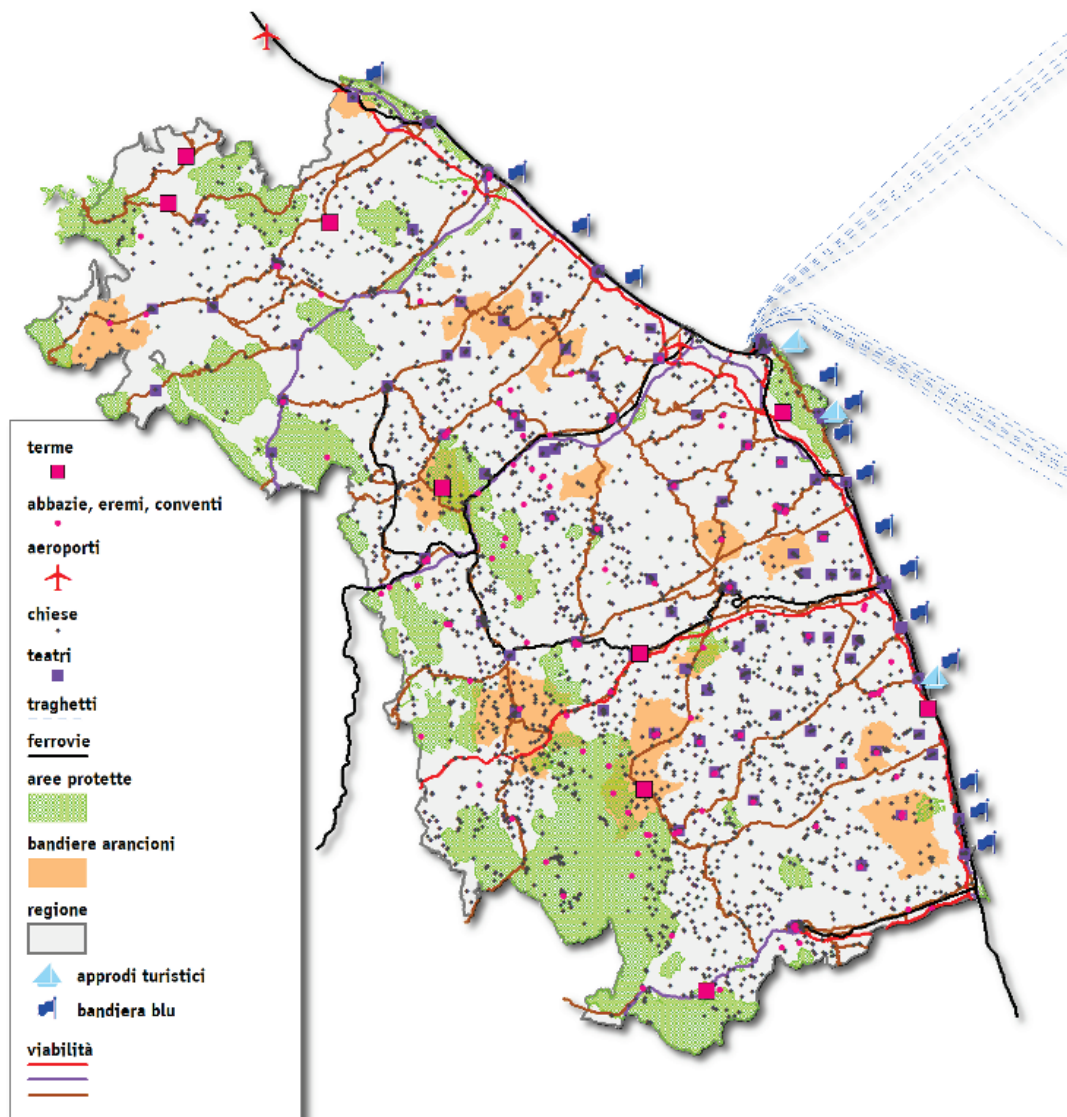 terme
abbazie, eremi, conventi
aeroporti
chiese
teatri
traghetti
ferrovie
aree protette
bandiere arancioni
regione
approdi turistici
bandiera blu
viabilità